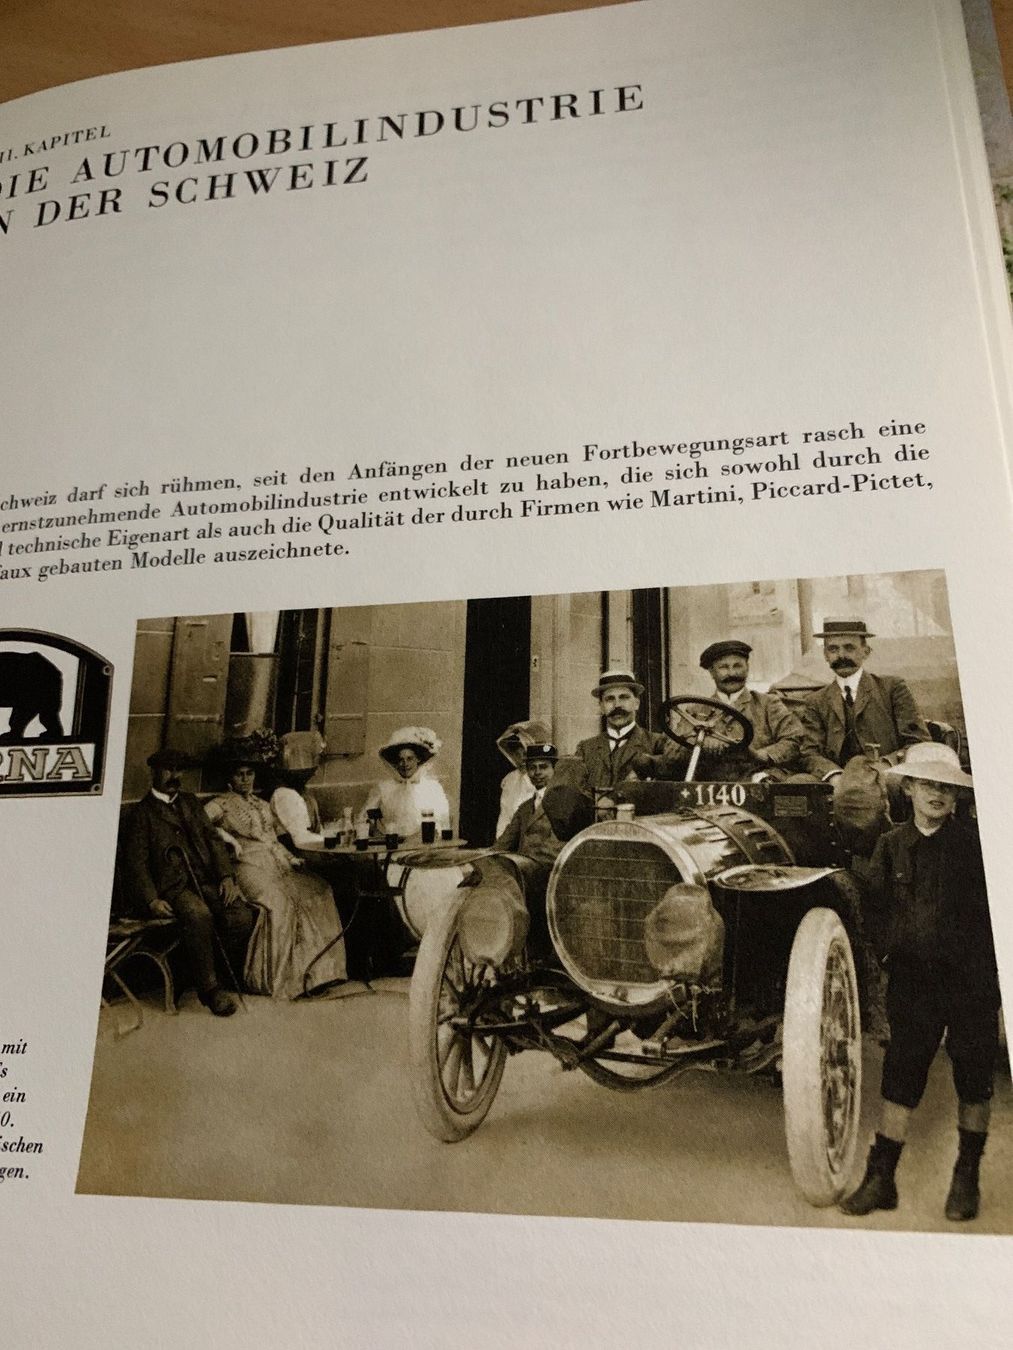 II. KAPITEL
DIE AUTOMOBILINDUSTRIE
N DER SCHWEIZ
chweiz darf sich rühmen, seit den Anfängen der neuen Fortbewegungsart rasch eine
ernstzunehmende Automobilindustrie entwickelt zu haben, die sich sowohl durch die
technische Eigenart als auch die Qualität der durch Firmen wie Martini, Piccard-Pictet,
faux gebauten Modelle auszeichnete.
RNA
1140
mit
's
ein
0.
ischen
gen.